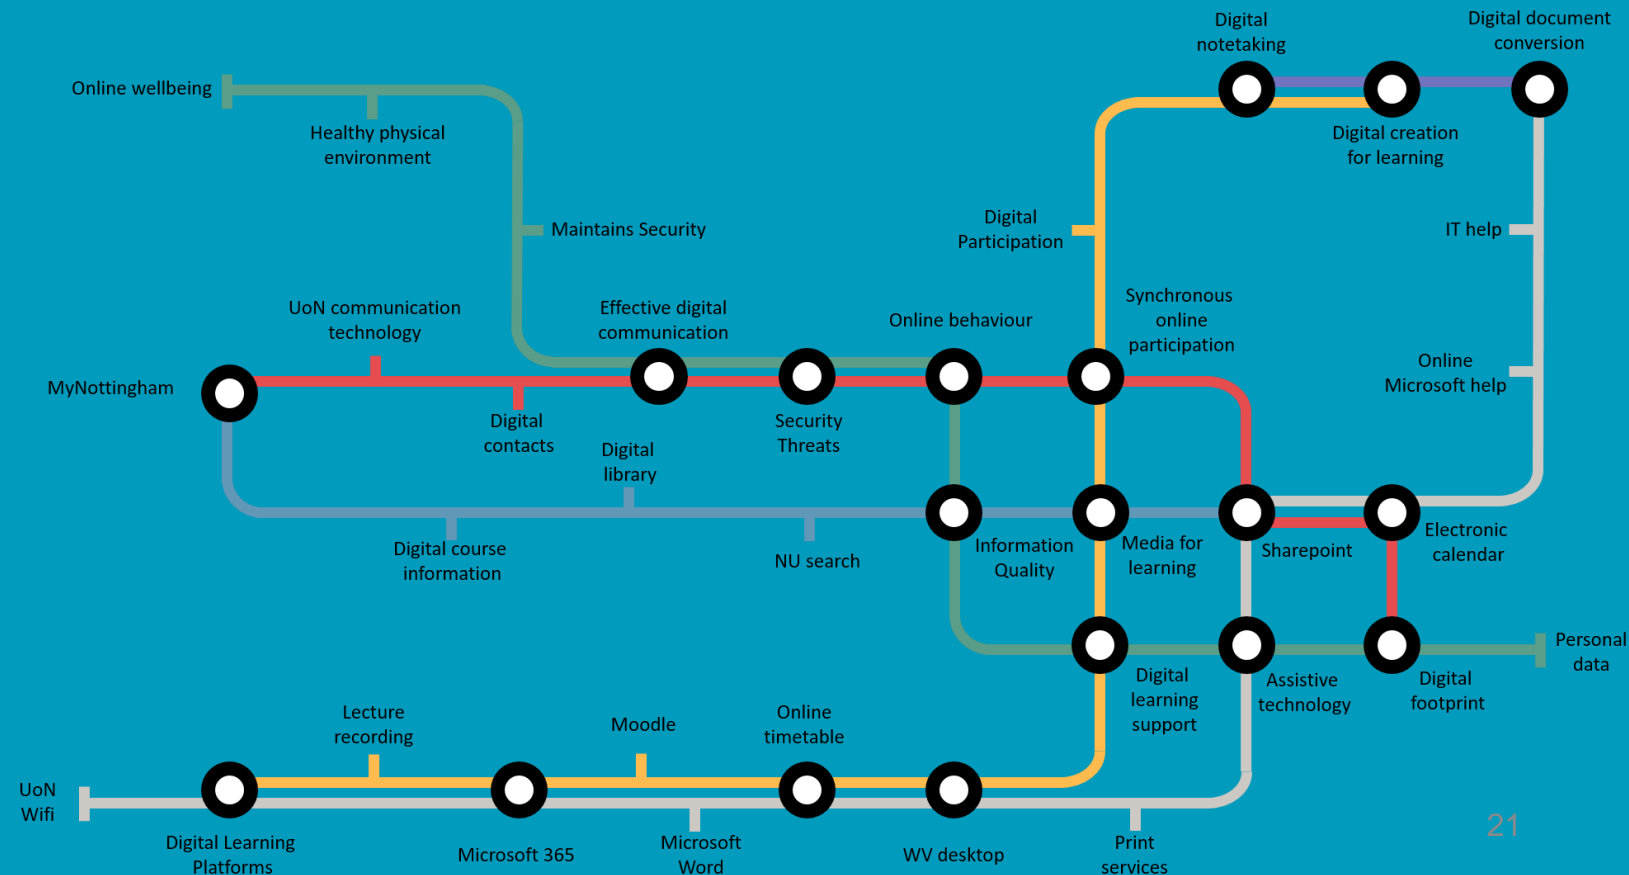 Digital
notetaking
Digital document
conversion
Online wellbeing
Healthy physical
environment
Digital creation
for learning
Maintains Security
Digital
Participation
IT help
UoN communication
technology
Effective digital
communication
Online behaviour
Synchronous
online
participation
MyNottingham
Online
Microsoft help
Digital
contacts
Security
Threats
Digital
library
Digital course
information
NU search
Information
Quality
Media for
learning
Sharepoint
Electronic
calendar
Personal
data
Digital
learning
support
Assistive
technology
Digital
footprint
Lecture
recording
Moodle
Online
timetable
UoN
Wifi
Digital Learning
Platforms
Microsoft 365
Microsoft
Word
WV desktop
Print
services
21